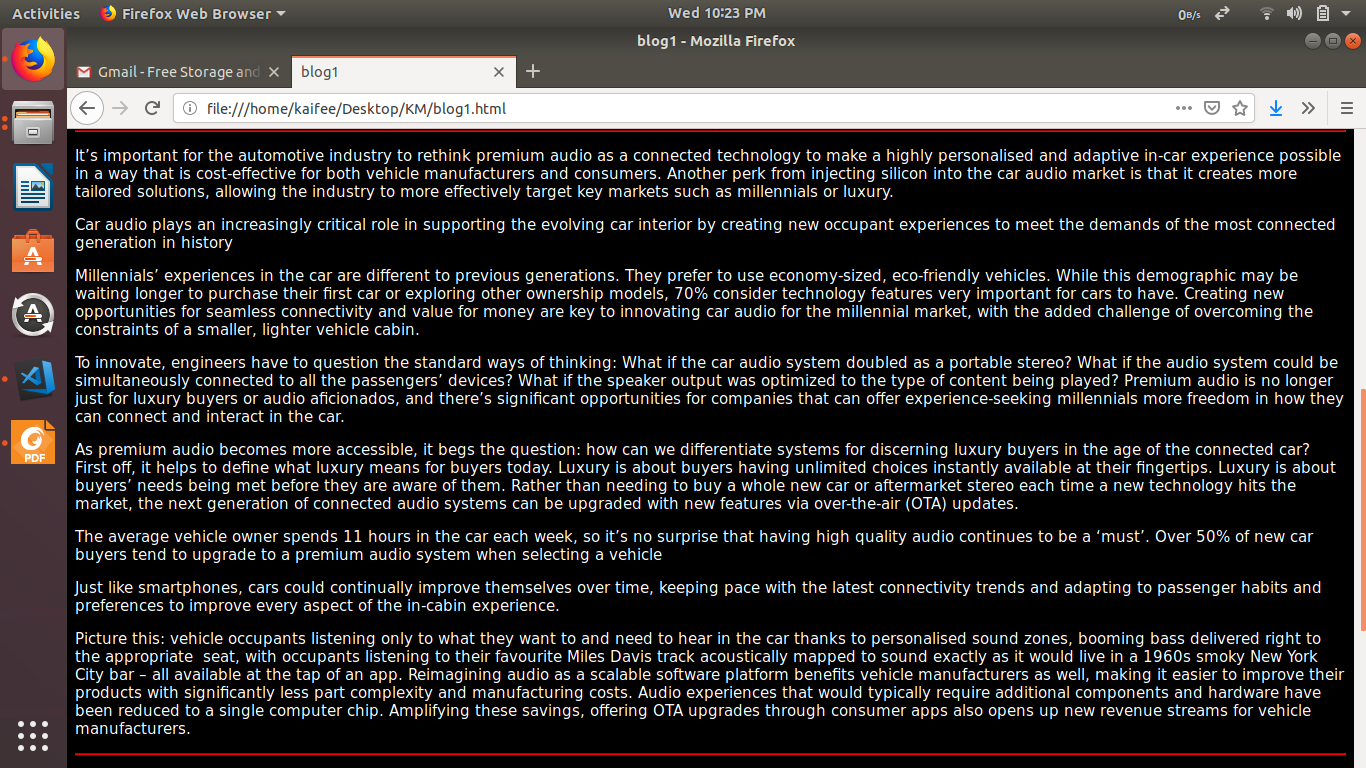 Activities
Firefox Web Browser
Wed 10:23 PM
0B/s
blog1 - Mozilla Firefox
Gmail - Free Storage and
blog1
file:///home/kaifee/Desktop/KM/blog1.html
It’s important for the automotive industry to rethink premium audio as a connected technology to make a highly personalised and adaptive in-car experience possible
in a way that is cost-effective for both vehicle manufacturers and consumers. Another perk from injecting silicon into the car audio market is that it creates more
tailored solutions, allowing the industry to more effectively target key markets such as millennials or luxury.
Car audio plays an increasingly critical role in supporting the evolving car interior by creating new occupant experiences to meet the demands of the most connected
generation in history
Millennials’ experiences in the car are different to previous generations. They prefer to use economy-sized, eco-friendly vehicles. While this demographic may be
waiting longer to purchase their first car or exploring other ownership models, 70% consider technology features very important for cars to have. Creating new
opportunities for seamless connectivity and value for money are key to innovating car audio for the millennial market, with the added challenge of overcoming the
constraints of a smaller, lighter vehicle cabin.
To innovate, engineers have to question the standard ways of thinking: What if the car audio system doubled as a portable stereo? What if the audio system could be
simultaneously connected to all the passengers’ devices? What if the speaker output was optimized to the type of content being played? Premium audio is no longer
just for luxury buyers or audio aficionados, and there’s significant opportunities for companies that can offer experience-seeking millennials more freedom in how they
can connect and interact in the car.
As premium audio becomes more accessible, it begs the question: how can we differentiate systems for discerning luxury buyers in the age of the connected car?
First off, it helps to define what luxury means for buyers today. Luxury is about buyers having unlimited choices instantly available at their fingertips. Luxury is about
buyers’ needs being met before they are aware of them. Rather than needing to buy a whole new car or aftermarket stereo each time a new technology hits the
market, the next generation of connected audio systems can be upgraded with new features via over-the-air (OTA) updates.
The average vehicle owner spends 11 hours in the car each week, so it’s no surprise that having high quality audio continues to be a ‘must’. Over 50% of new car
buyers tend to upgrade to a premium audio system when selecting a vehicle
Just like smartphones, cars could continually improve themselves over time, keeping pace with the latest connectivity trends and adapting to passenger habits and
preferences to improve every aspect of the in-cabin experience.
Picture this: vehicle occupants listening only to what they want to and need to hear in the car thanks to personalised sound zones, booming bass delivered right to
the appropriate  seat, with occupants listening to their favourite Miles Davis track acoustically mapped to sound exactly as it would live in a 1960s smoky New York
City bar – all available at the tap of an app. Reimagining audio as a scalable software platform benefits vehicle manufacturers as well, making it easier to improve their
products with significantly less part complexity and manufacturing costs. Audio experiences that would typically require additional components and hardware have
been reduced to a single computer chip. Amplifying these savings, offering OTA upgrades through consumer apps also opens up new revenue streams for vehicle
manufacturers.
PDF